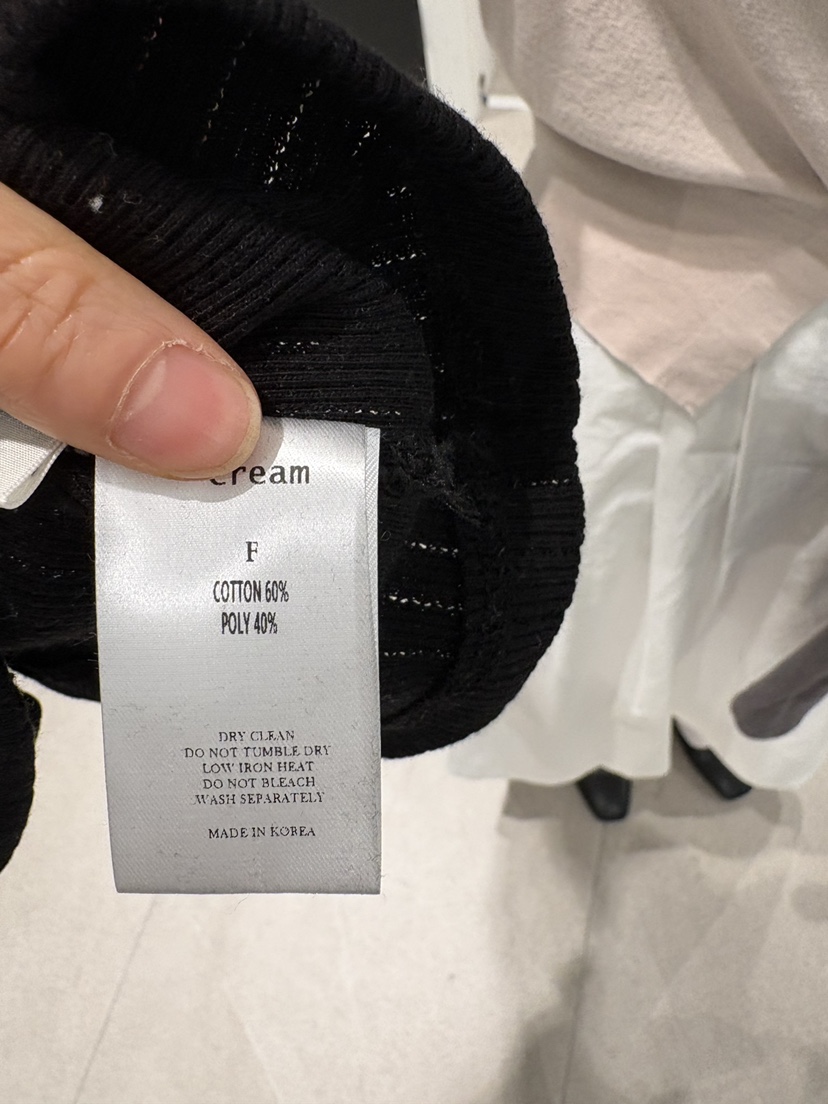 cream
F
COTTON 60%
POLY 40%
DRY CLEAN
DO NOT TUMBLE DRY
LOW IRON HEAT
DO NOT BLEACH
WASH SEPARATELY
MADE IN KOREA